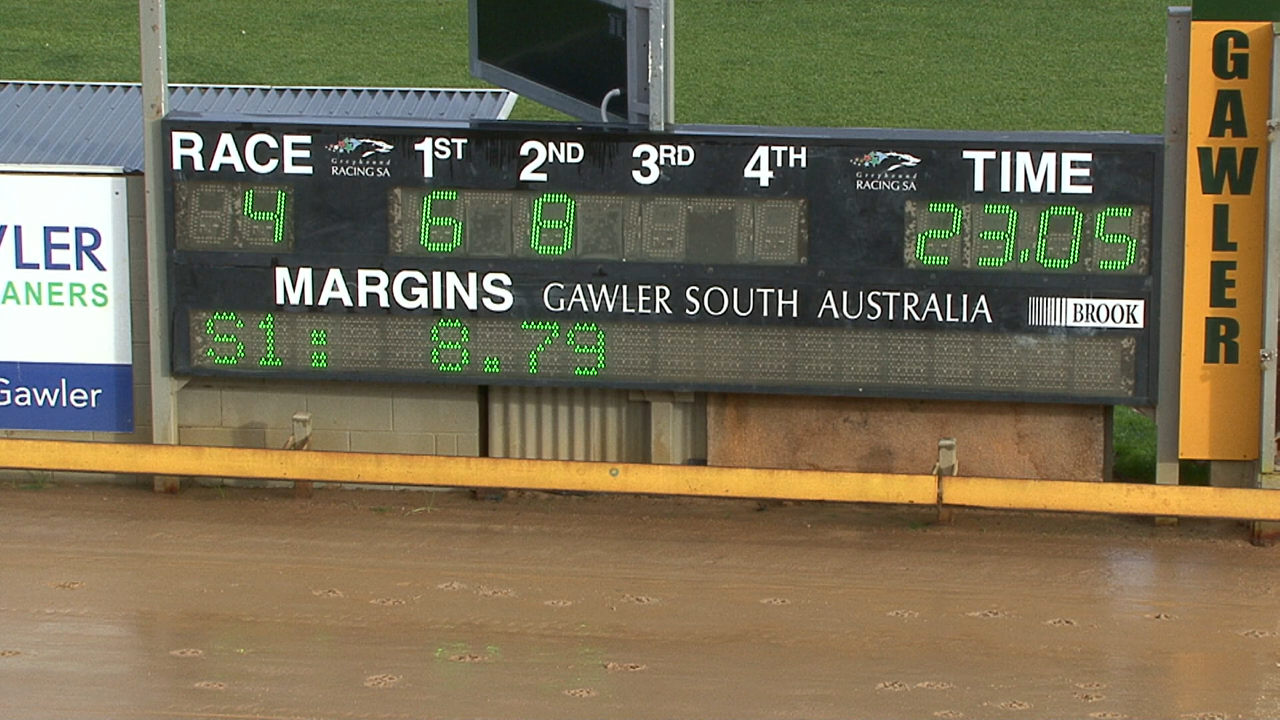 RACE
Greyhound
RACING SA
1ST 2ND 3RD 4TH
Greyhound
RACING SA
TIME
4 6 8 23.05
MARGINS GAWLER SOUTH AUSTRALIA BROOK
S1: 8.79
GAWLER
LER
ANERS
Gawler